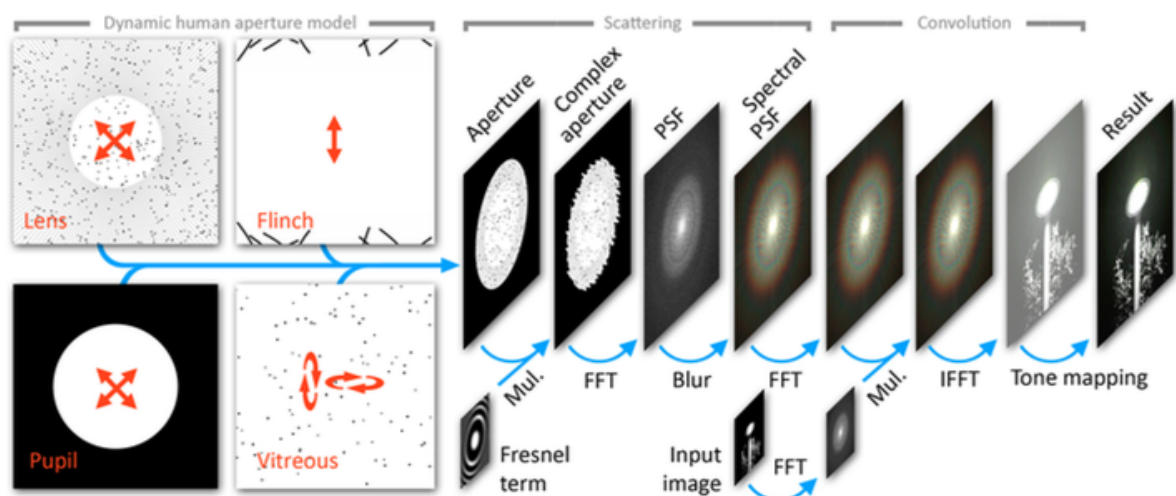 Dynamic human aperture model
Scattering
Convolution
Lens
Flinch
Pupil
Vitreous
Aperture
Complex
aperture
PSF
Spectral
PSF
Result
Mul.
FFT
Blur
FFT
Mul.
IFFT
Tone mapping
Fresnel
term
Input
image
FFT